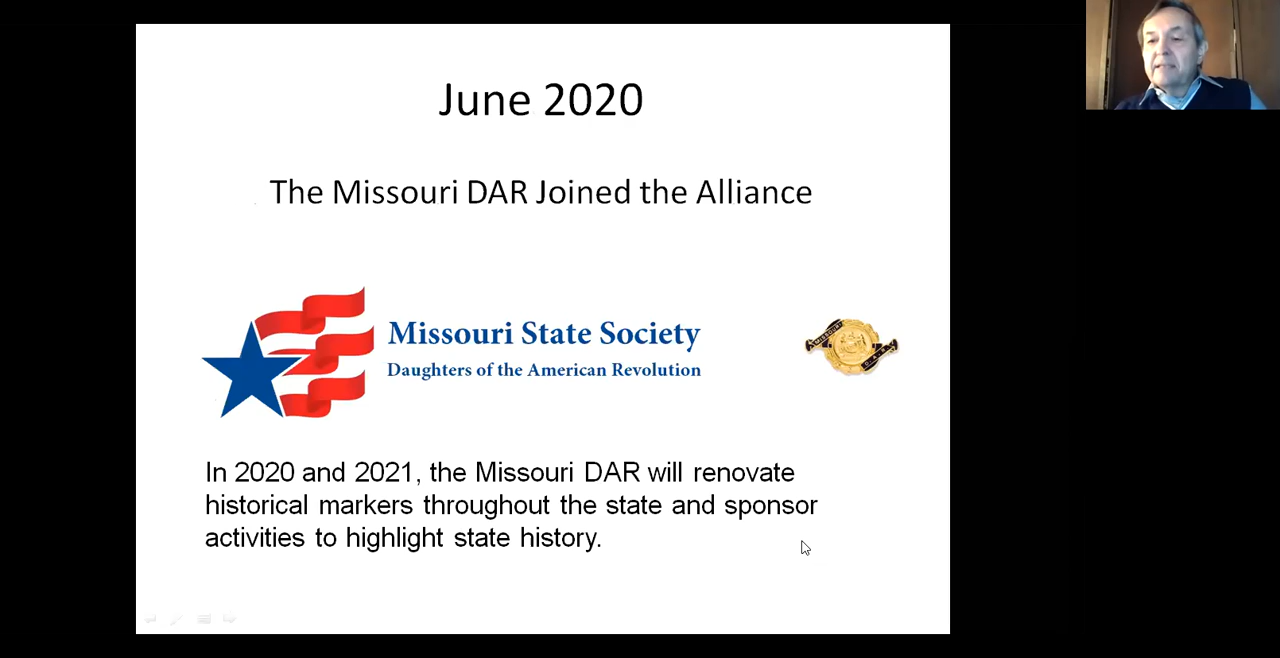 June 2020
The Missouri DAR Joined the Alliance
Missouri State Society
Daughters of the American Revolution
MISSOURI
In 2020 and 2021, the Missouri DAR will renovate
historical markers throughout the state and sponsor
activities to highlight state history.